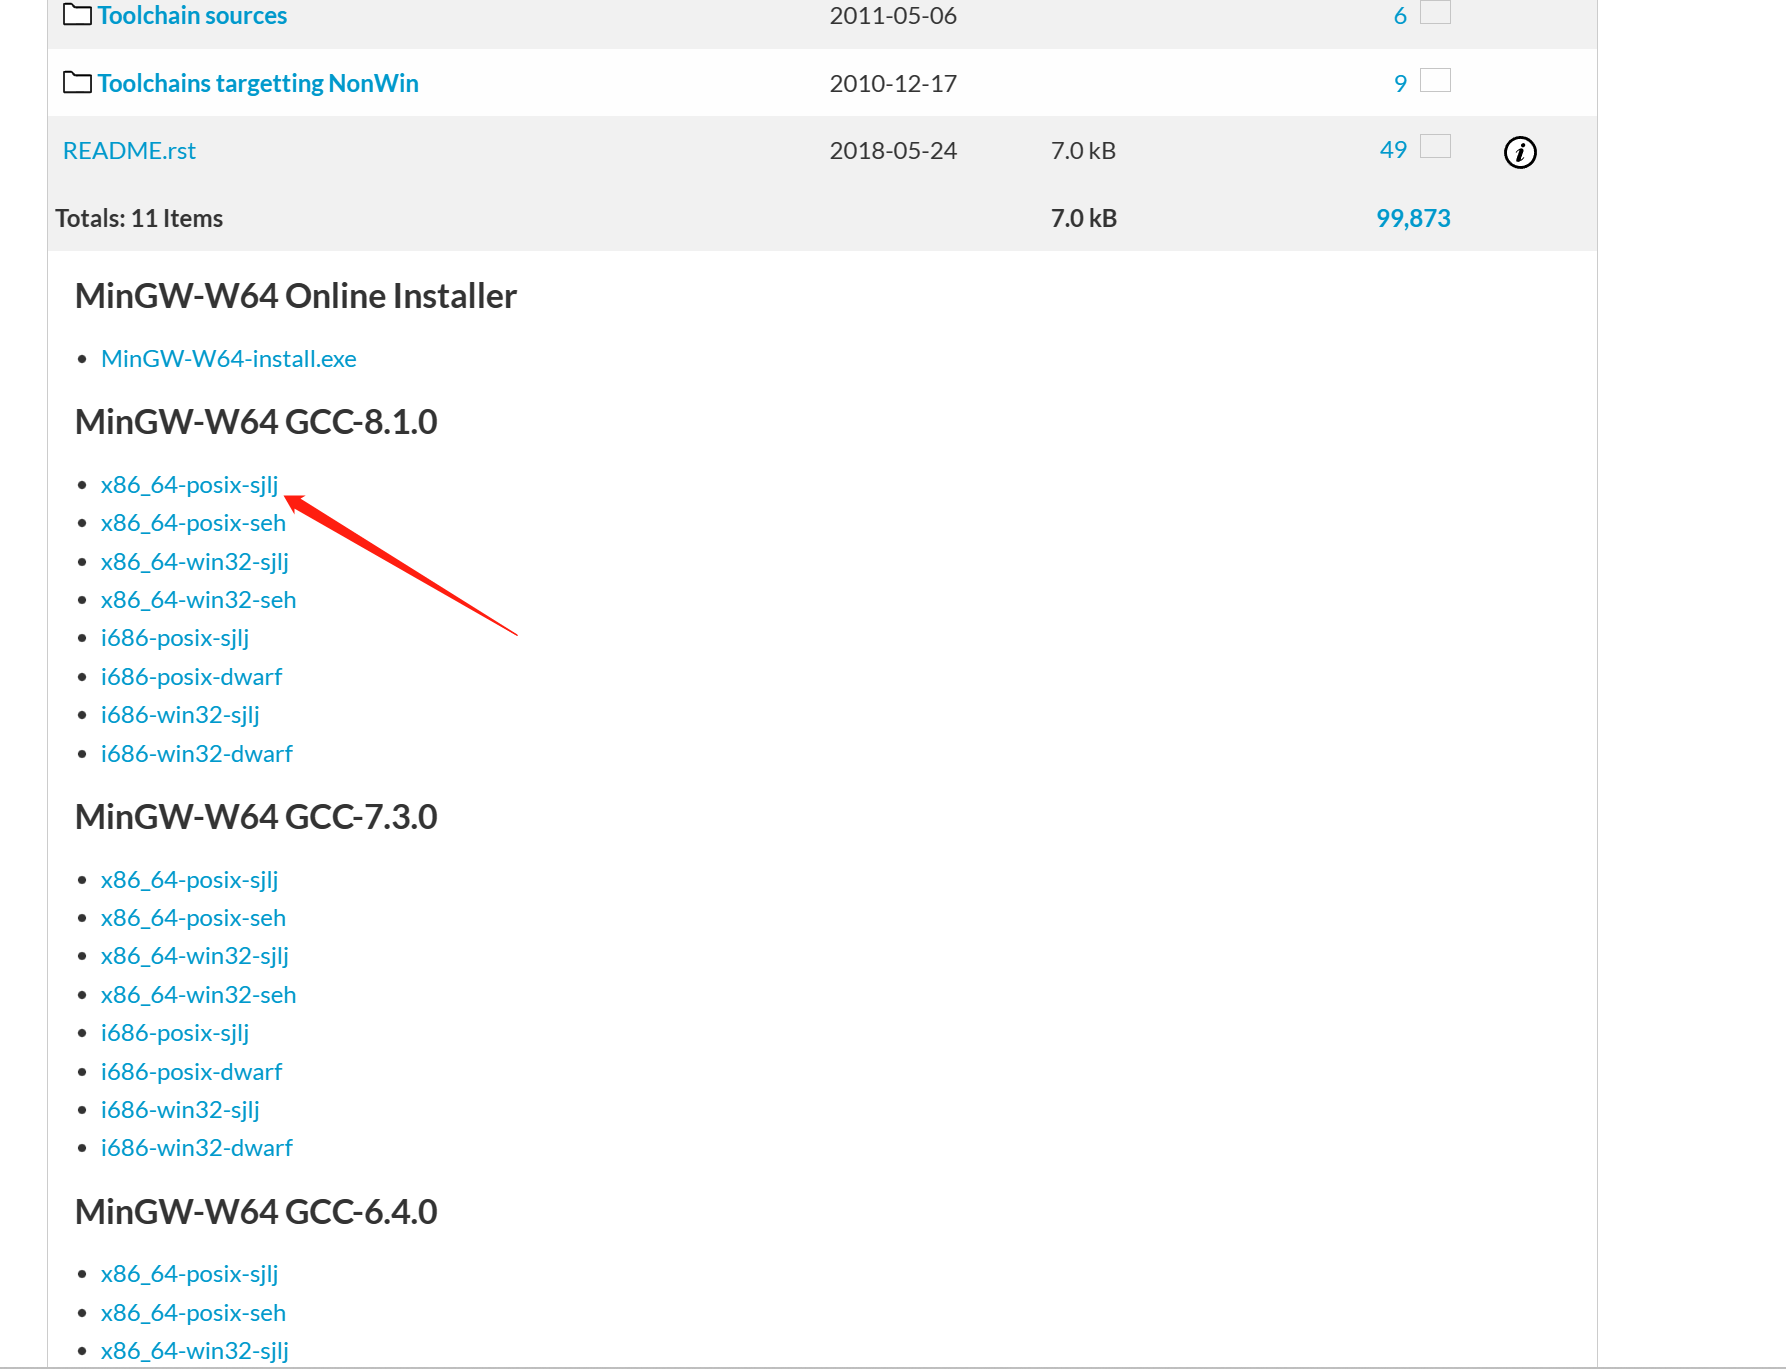 Toolchain sources 2011-05-06 6
Toolchains targetting NonWin 2010-12-17 9
README.rst 2018-05-24 7.0 kB 49 i
Totals: 11 Items 7.0 kB 99,873
MinGW-W64 Online Installer
• MinGW-W64-install.exe
MinGW-W64 GCC-8.1.0
• x86_64-posix-sjlj
• x86_64-posix-seh
• x86_64-win32-sjlj
• x86_64-win32-seh
• i686-posix-sjlj
• i686-posix-dwarf
• i686-win32-sjlj
• i686-win32-dwarf
MinGW-W64 GCC-7.3.0
• x86_64-posix-sjlj
• x86_64-posix-seh
• x86_64-win32-sjlj
• x86_64-win32-seh
• i686-posix-sjlj
• i686-posix-dwarf
• i686-win32-sjlj
• i686-win32-dwarf
MinGW-W64 GCC-6.4.0
• x86_64-posix-sjlj
• x86_64-posix-seh
• x86_64-win32-sjlj